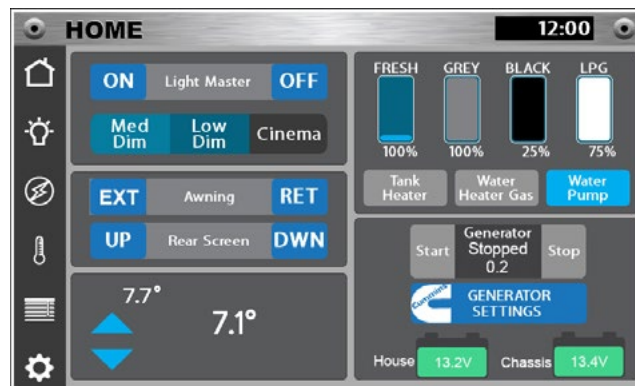 HOME
12:00
ON Light Master OFF
Med Dim
Low Dim
Cinema
EXT Awning RET
UP Rear Screen DWN
7.7°
7.1°
FRESH GREY BLACK LPG
100% 100% 25% 75%
Tank Heater
Water Heater Gas
Water Pump
Start
Generator
Stopped
0.2
Stop
Cummins
GENERATOR
SETTINGS
House 13.2V Chassis 13.4V